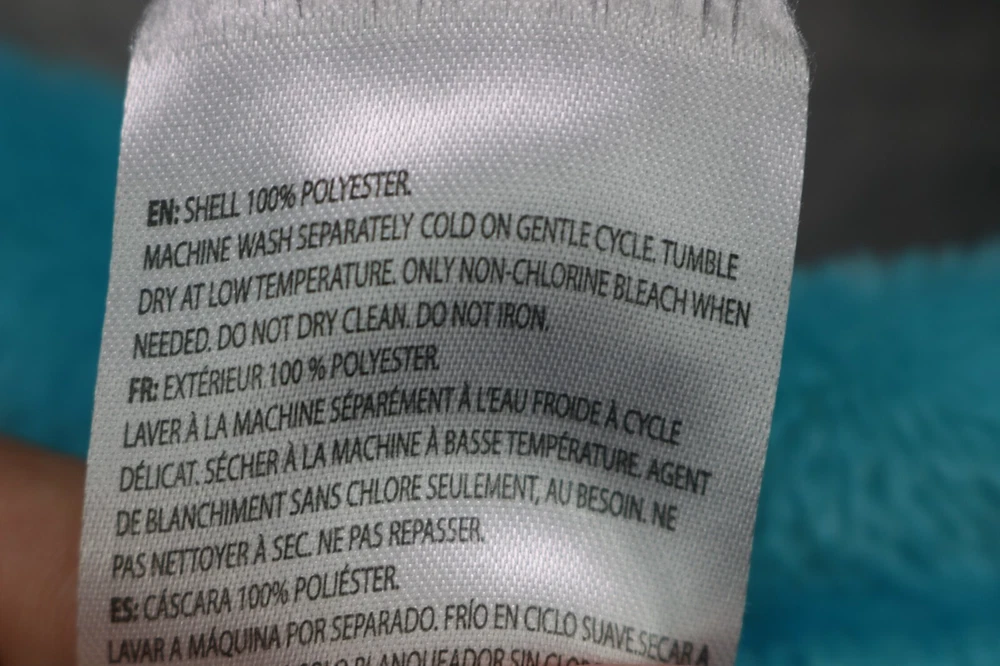 EN: SHELL 100% POLYESTER.
MACHINE WASH SEPARATELY COLD ON GENTLE CYCLE. TUMBLE
DRY AT LOW TEMPERATURE. ONLY NON-CHLORINE BLEACH WHEN
NEEDED. DO NOT DRY CLEAN. DO NOT IRON.
FR: EXTÉRIEUR 100 % POLYESTER
LAVER À LA MACHINE SÉPARÉMENT À L'EAU FROIDE À CYCLE
DÉLICAT. SÉCHER À LA MACHINE À BASSE TEMPÉRATURE. AGENT
DE BLANCHIMENT SANS CHLORE SEULEMENT, AU BESOIN. NE
PAS NETTOYER À SEC. NE PAS REPASSER.
ES: CÁSCARA 100% POLIÉSTER.
LAVAR A MÁQUINA POR SEPARADO. FRÍO EN CICLO SUAVE.SECAR A
BLANQUEADOR SIN